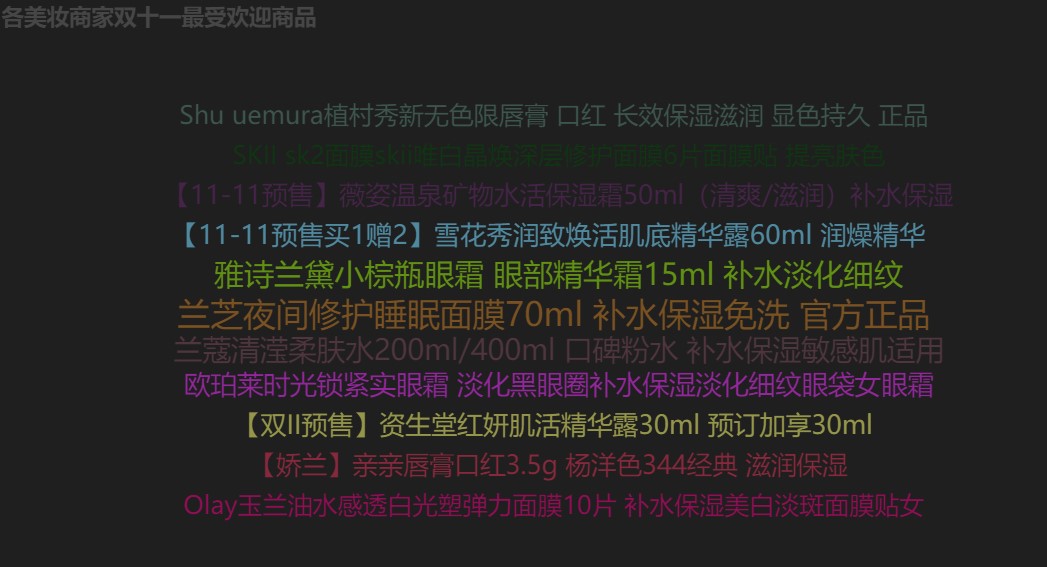 各美妆商家双十一最受欢迎商品
Shu uemura植村秀新无色限唇膏 口红 长效保湿滋润 显色持久 正品
SKII sk2面膜skii唯白晶焕深层修护面膜6片面膜贴 提亮肤色
【11-11预售】薇姿温泉矿物水活保湿霜50ml（清爽/滋润）补水保湿
【11-11预售买1赠2】雪花秀润致焕活肌底精华露60ml 润燥精华
雅诗兰黛小棕瓶眼霜 眼部精华霜15ml 补水淡化细纹
兰芝夜间修护睡眠面膜70ml 补水保湿免洗 官方正品
兰蔻清滢柔肤水200ml/400ml 口碑粉水 补水保湿敏感肌适用
欧珀莱时光锁紧实眼霜 淡化黑眼圈补水保湿淡化细纹眼袋女眼霜
【双II预售】资生堂红妍肌活精华露30ml 预订加享30ml
【娇兰】亲亲唇膏口红3.5g 杨洋色344经典 滋润保湿
Olay玉兰油水感透白光塑弹力面膜10片 补水保湿美白淡斑面膜贴女